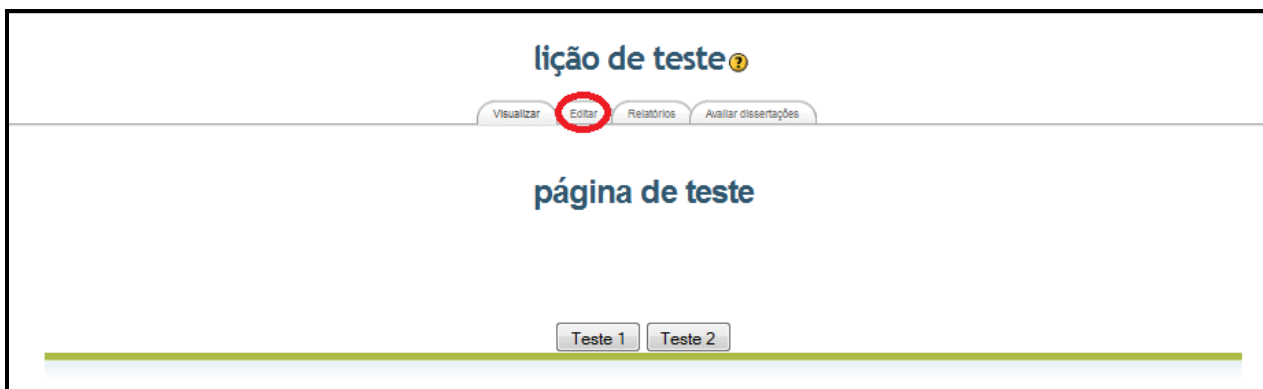 lição de teste
Visualizar Editar Relatórios Avaliar dissertações
página de teste
Teste 1 Teste 2